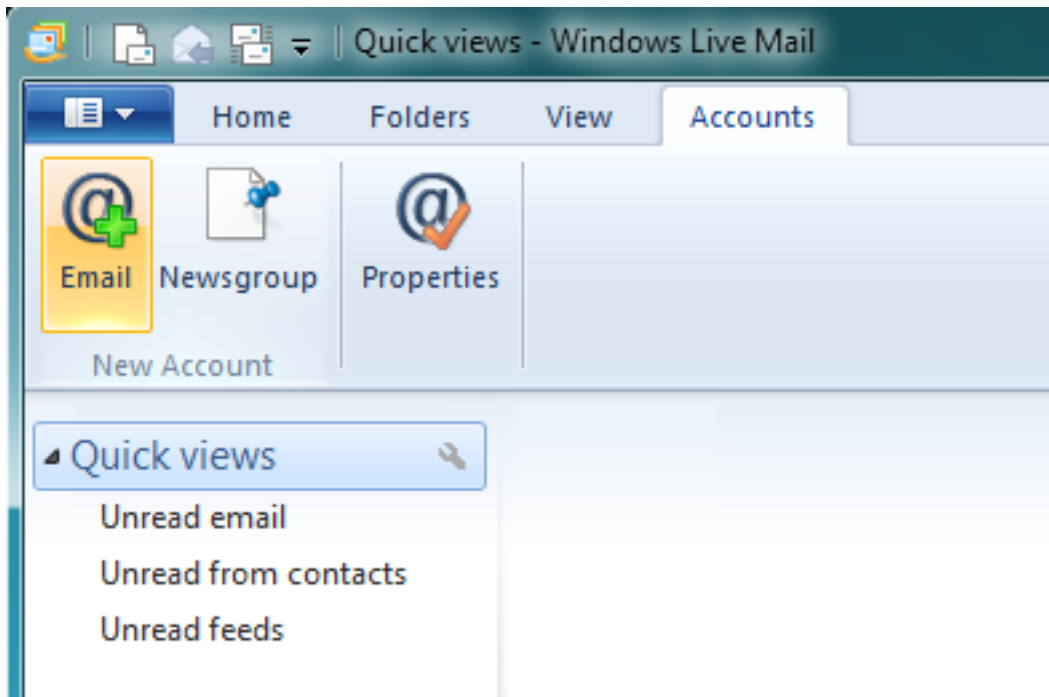 Quick views - Windows Live Mail
Home Folders View Accounts
Email Newsgroup Properties
New Account
Quick views
Unread email
Unread from contacts
Unread feeds